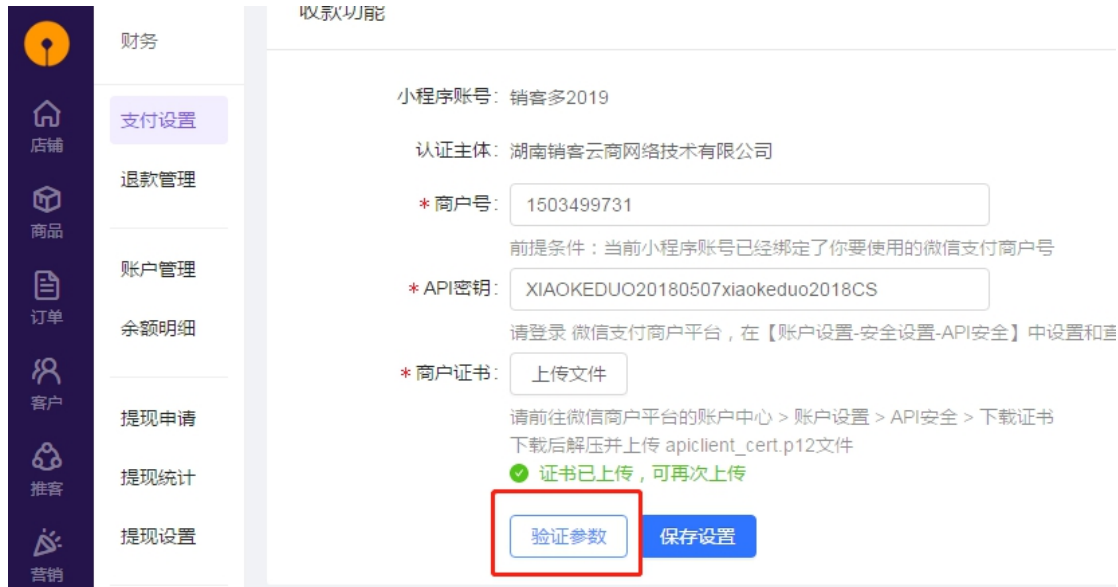 收款功能
财务
小程序账号：销客多2019
店铺
支付设置
认证主体：湖南销客云商网络技术有限公司
退款管理
* 商户号： 1503499731
商品
前提条件：当前小程序账号已经绑定了你要使用的微信支付商户号
账户管理
* API密钥： XIAOKEDUO20180507xiaokeduo2018CS
订单
余额明细
请登录 微信支付商户平台，在【账户设置-安全设置-API安全】中设置和查
* 商户证书： 上传文件
客户
提现申请
请前往微信商户平台的账户中心 > 账户设置 > API安全 > 下载证书
下载后解压并上传 apiclient_cert.p12文件
提现统计
证书已上传，可再次上传
推客
提现设置
验证参数 保存设置
营销